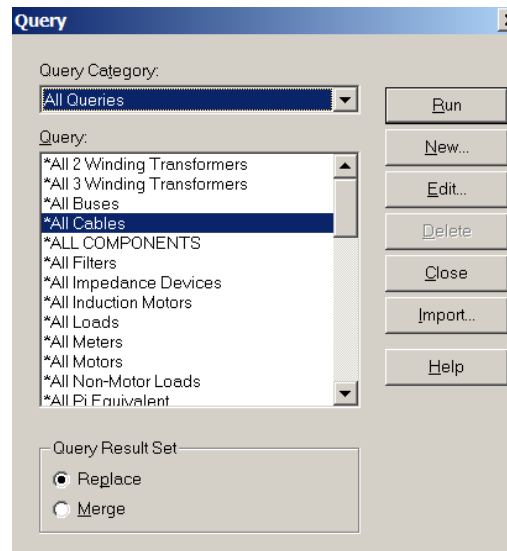 Query
Query Category:
All Queries
Query:
*All 2 Winding Transformers
*All 3 Winding Transformers
*All Buses
*All Cables
*ALL COMPONENTS
*All Filters
*All Impedance Devices
*All Induction Motors
*All Loads
*All Meters
*All Motors
*All Non-Motor Loads
*All Pi Equivalent
Run
New...
Edit...
Delete
Close
Import...
Help
Query Result Set
Replace
Merge